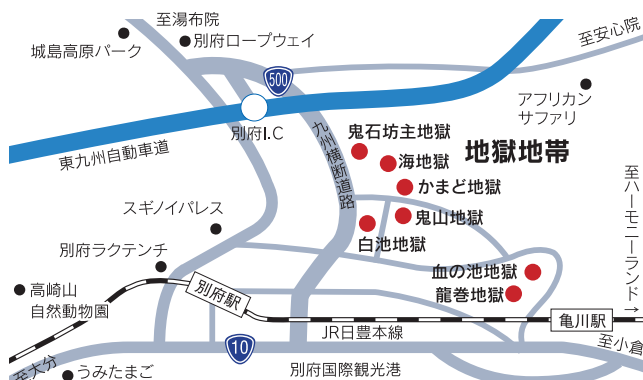 至湯布院
別府ロープウェイ
城島高原パーク
500
至安心院
アフリカン
サファリ
別府I.C
東九州自動車道
九州横断道路
鬼石坊主地獄
地獄地帯
海地獄
かまど地獄
鬼山地獄
白池地獄
至ハーモニーランド→
スギノイパレス
別府ラクテンチ
血の池地獄
龍巻地獄
高崎山
自然動物園
別府駅
亀川駅
JR日豊本線
10
至小倉
至大分
うみたまご
別府国際観光港